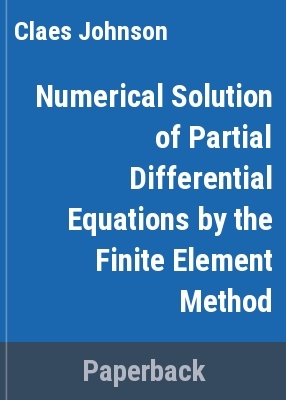 Claes Johnson
Numerical Solution
of Partial
Differential
Equations by the
Finite Element
Method
Paperback